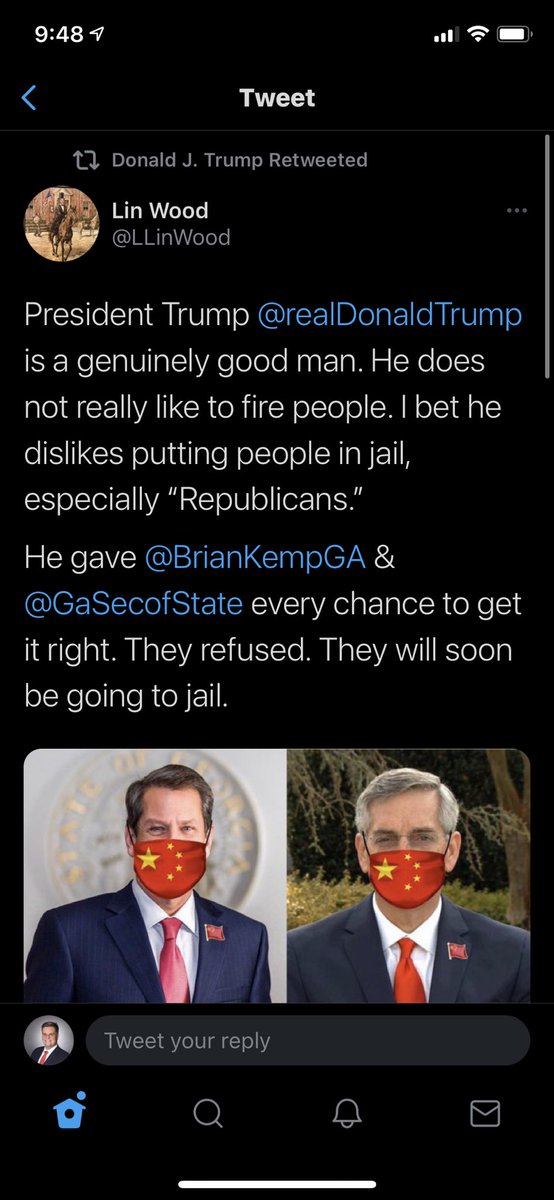 9:48
Tweet
Donald J. Trump Retweeted
Lin Wood
@LLinWood
President Trump @realDonaldTrump
is a genuinely good man. He does
not really like to fire people. I bet he
dislikes putting people in jail,
especially “Republicans.”
He gave @BrianKempGA &
@GaSecofState every chance to get
it right. They refused. They will soon
be going to jail.
Tweet your reply